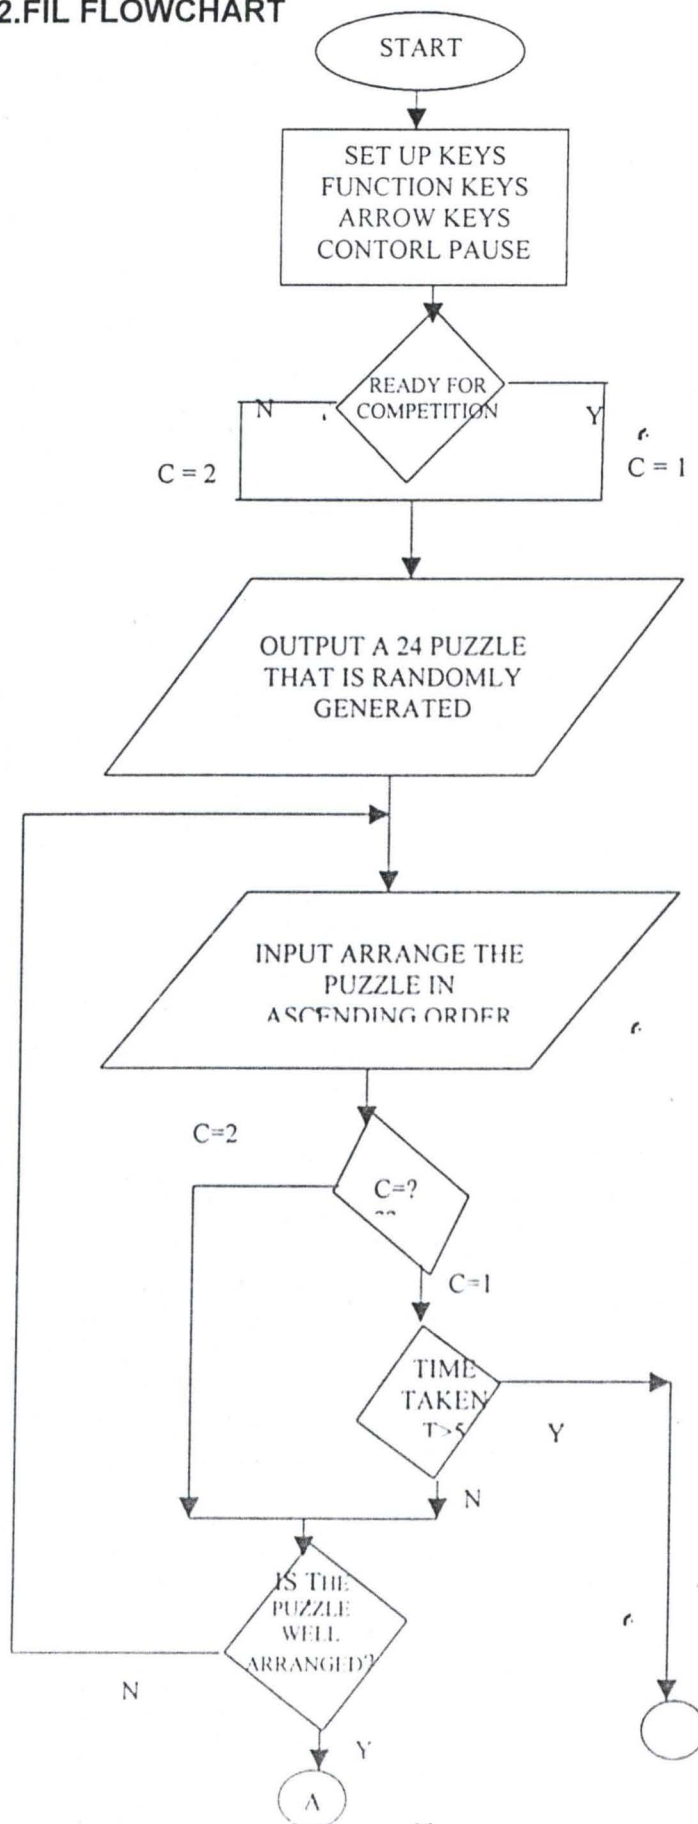 2.FIL FLOWCHART
START
SET UP KEYS
FUNCTION KEYS
ARROW KEYS
CONTORL PAUSE
READY FOR
COMPETITION
N
Y
C = 2
C = 1
OUTPUT A 24 PUZZLE
THAT IS RANDOMLY
GENERATED
INPUT ARRANGE THE
PUZZLE IN
ASCENDING ORDER
C=2
C=?
C=1
TIME
TAKEN
T>5
Y
N
IS THE
PUZZLE
WELL
ARRANGED?
N
Y
A